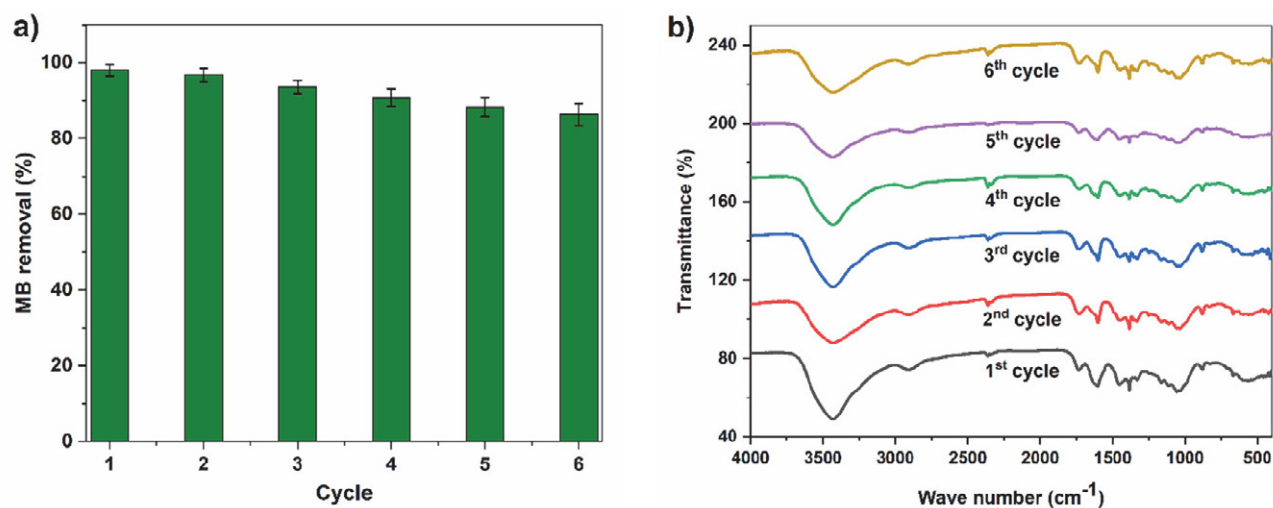 a)
MB removal (%)
100
80
60
40
20
0
1 2 3 4 5 6
Cycle
b)
Transmittance (%)
240
200
160
120
80
40
6th cycle
5th cycle
4th cycle
3rd cycle
2nd cycle
1st cycle
4000 3500 3000 2500 2000 1500 1000 500
Wave number (cm⁻¹)